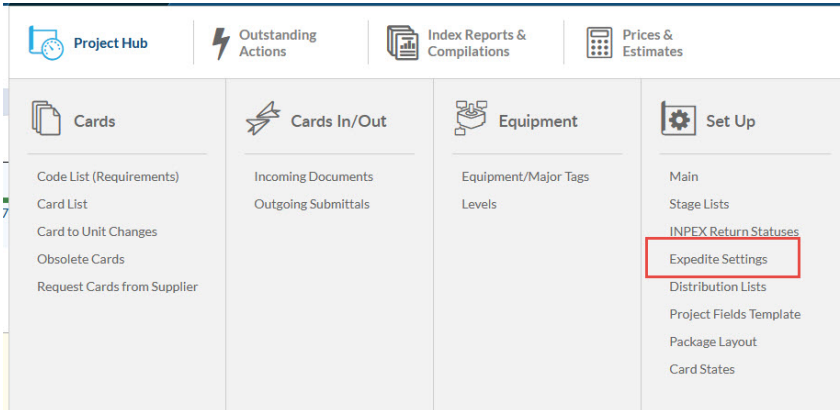 Project Hub
Outstanding
Actions
Index Reports &
Compilations
Prices &
Estimates
Cards
Code List (Requirements)
Card List
Card to Unit Changes
Obsolete Cards
Request Cards from Supplier
Cards In/Out
Incoming Documents
Outgoing Submittals
Equipment
Equipment/Major Tags
Levels
Set Up
Main
Stage Lists
INPEX Return Statuses
Expedite Settings
Distribution Lists
Project Fields Template
Package Layout
Card States
7